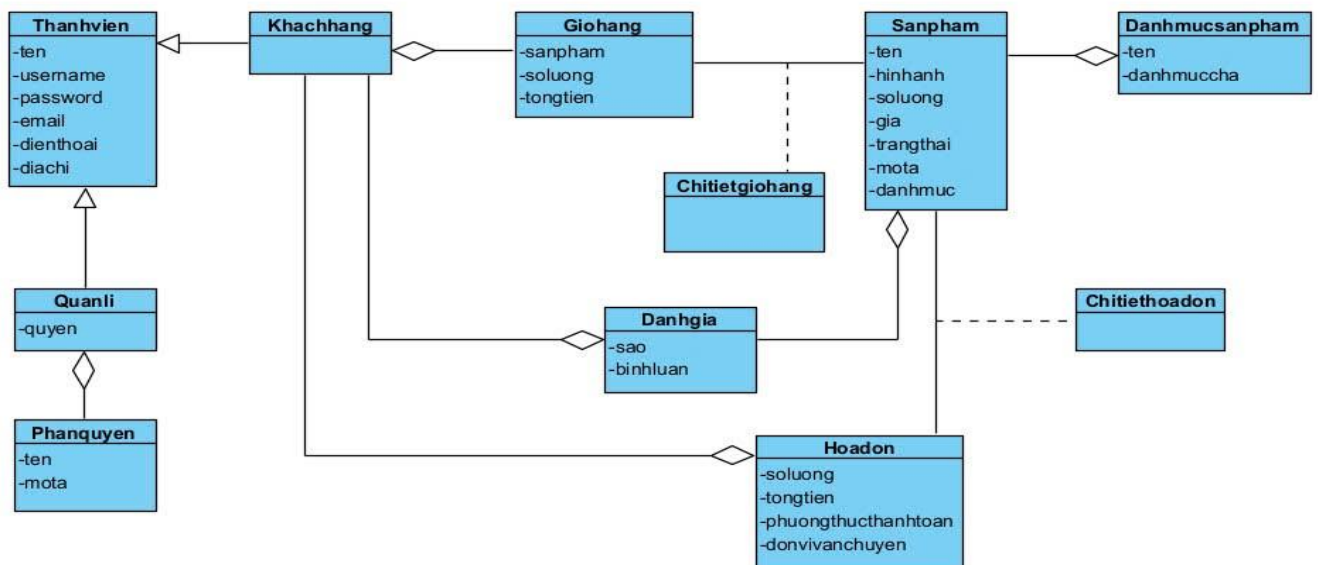 Thanhvien
-ten
-username
-password
-email
-dienthoai
-diachi
Khachhang
Giohang
-sanpham
-soluong
-tongtien
Sanpham
-ten
-hinhanh
-soluong
-gia
-trangthai
-mota
-danhmuc
Danhmucsanpham
-ten
-danhmuccha
Chitietgiohang
Quanli
-quyen
Danhgia
-sao
-binhluan
Chitiethoadon
Phanquyen
-ten
-mota
Hoadon
-soluong
-tongtien
-phuongthucthanhtoan
-donvivanchuyen